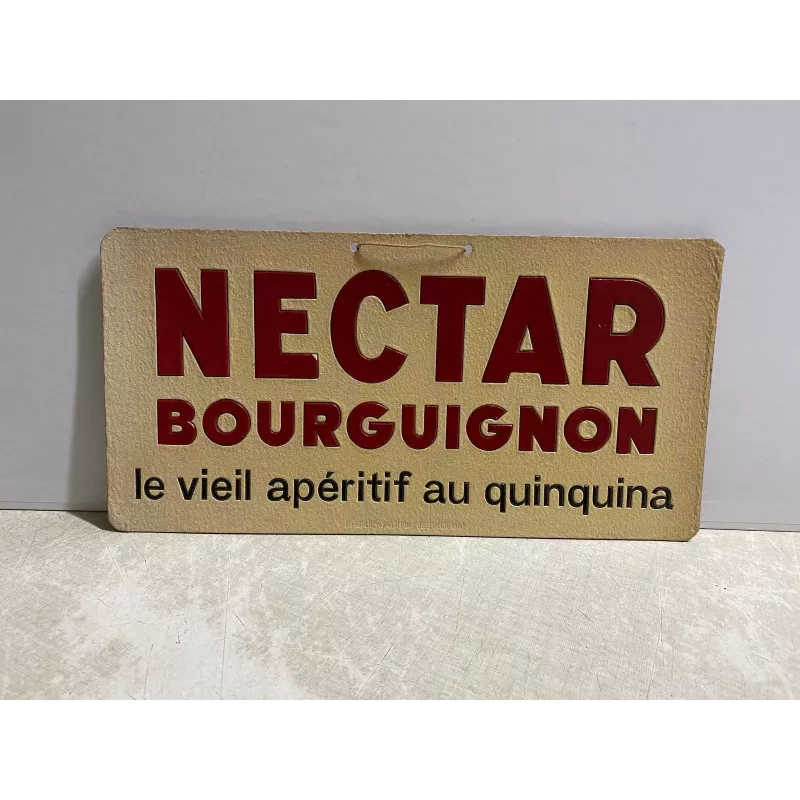 NECTAR
BOURGUIGNON
le vieil apéritif au quinquina